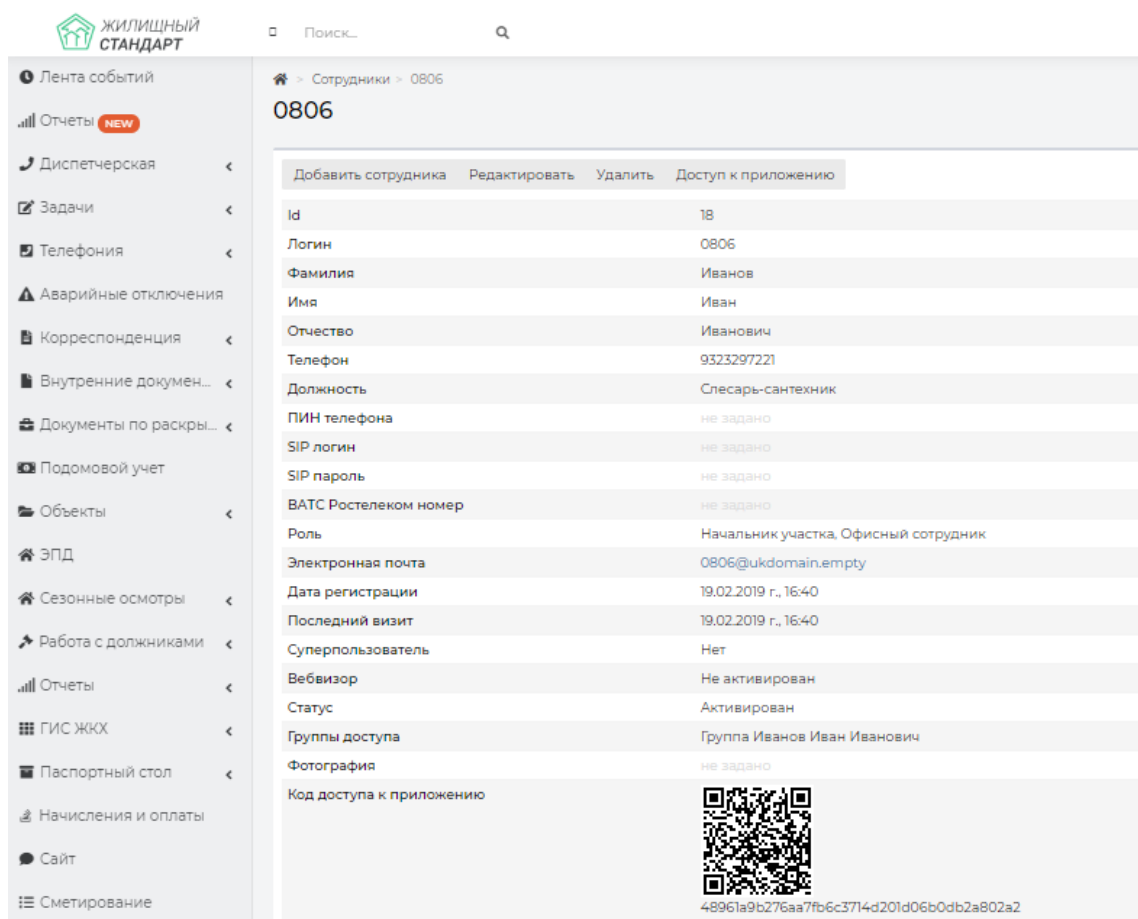 ЖИЛИЩНЫЙ
СТАНДАРТ
Поиск...
Лента событий
Отчеты NEW
Диспетчерская
Задачи
Телефония
Аварийные отключения
Корреспонденция
Внутренние докумен...
Документы по раскры...
Подомовой учет
Объекты
ЭПД
Сезонные осмотры
Работа с должниками
Отчеты
ГИС ЖКХ
Паспортный стол
Начисления и оплаты
Сайт
Сметирование
> Сотрудники > 0806
0806
Добавить сотрудника Редактировать Удалить Доступ к приложению
Id 18
Логин 0806
Фамилия Иванов
Имя Иван
Отчество Иванович
Телефон 9323297221
Должность Слесарь-сантехник
ПИН телефона не задано
SIP логин не задано
SIP пароль не задано
ВАТС Ростелеком номер не задано
Роль Начальник участка, Офисный сотрудник
Электронная почта 0806@ukdomain.empty
Дата регистрации 19.02.2019 г., 16:40
Последний визит 19.02.2019 г., 16:40
Суперпользователь Нет
Вебвизор Не активирован
Статус Активирован
Группы доступа Группа Иванов Иван Иванович
Фотография не задано
Код доступа к приложению
48961a9b276aa7fb6c3714d201d06b0db2a802a2